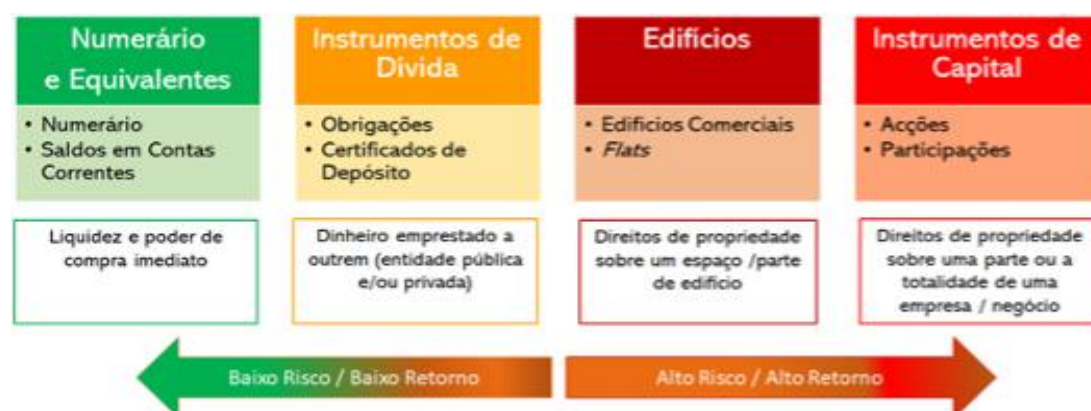 Numerário
e Equivalentes
Instrumentos de
Dívida
Edifícios
Instrumentos de
Capital
• Numerário
• Saldos em Contas
Correntes
• Obrigações
• Certificados de
Depósito
• Edificios Comerciais
• Flats
• Acções
• Participações
Liquidez e poder de
compra imediato
Dinheiro emprestado a
outrem (entidade pública
e/ou privada)
Direitos de propriedade
sobre um espaço /parte
de edifício
Direitos de propriedade
sobre uma parte ou a
totalidade de uma
empresa / negócio
Baixo Risco / Baixo Retorno
Alto Risco / Alto Retorno